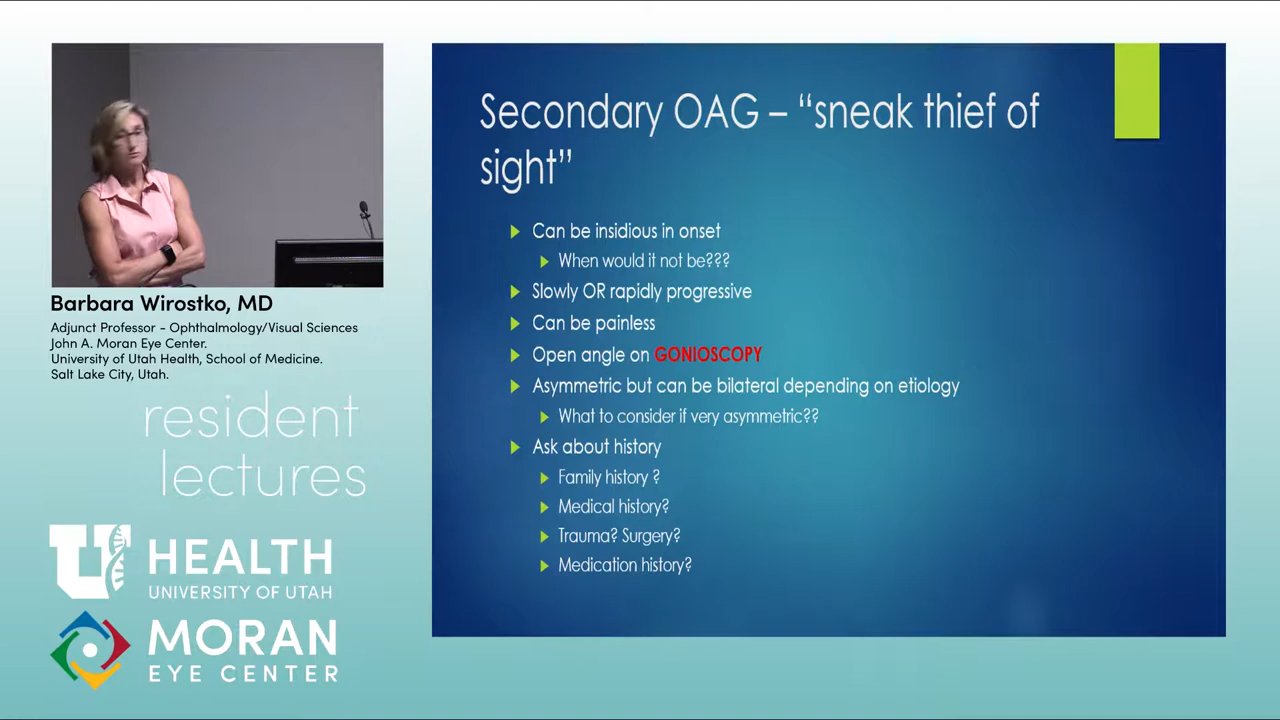 Secondary OAG – “sneak thief of
sight”
Can be insidious in onset
When would it not be???
Slowly OR rapidly progressive
Can be painless
Open angle on GONIOSCOPY
Asymmetric but can be bilateral depending on etiology
What to consider if very asymmetric??
Ask about history
Family history ?
Medical history?
Trauma? Surgery?
Medication history?
Barbara Wirostko, MD
Adjunct Professor - Ophthalmology/Visual Sciences
John A. Moran Eye Center.
University of Utah Health, School of Medicine.
Salt Lake City, Utah.
resident
lectures
U HEALTH
UNIVERSITY OF UTAH
MORAN
EYE CENTER